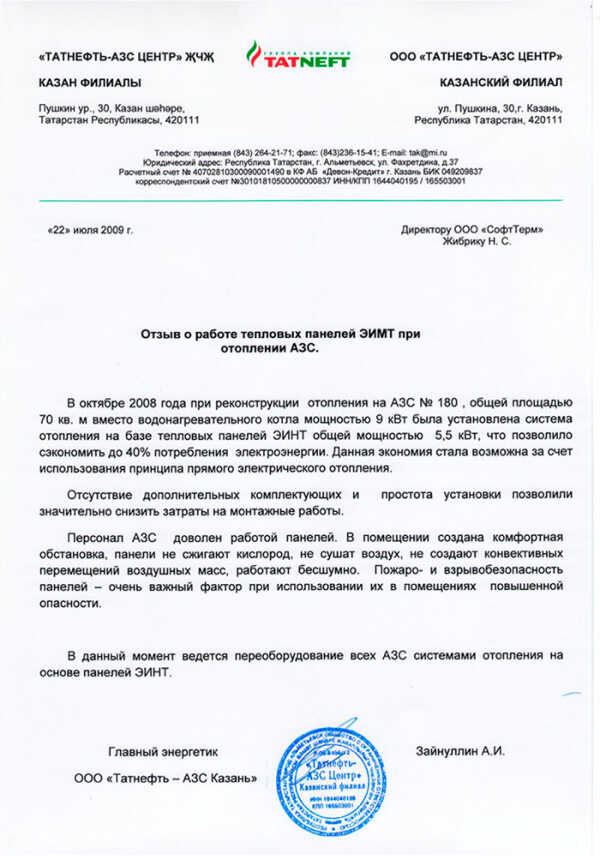 «ТАТНЕФТЬ-АЗС ЦЕНТР» ҖЧҖ
КАЗАН ФИЛИАЛЫ
Пушкин ур., 30, Казан шәһәре,
Татарстан Республикасы, 420111
ГРУППА КОМПАНИЙ
TATNEFT
ООО «ТАТНЕФТЬ-АЗС ЦЕНТР»
КАЗАНСКИЙ ФИЛИАЛ
ул. Пушкина, 30,г. Казань,
Республика Татарстан, 420111
Телефон: приемная (843) 264-21-71; факс: (843)236-15-41; E-mail: tak@mi.ru
Юридический адрес: Республика Татарстан, г. Альметьевск, ул. Фахретдина, д.37
Расчетный счет № 40702810300090001490 в КФ АБ «Девон-Кредит» г. Казань БИК 049209837
корреспондентский счет №30101810500000000837 ИНН/КПП 1644040195 / 165503001
«22» июля 2009 г.
Директору ООО «СофтТерм»
Жибрику Н. С.
Отзыв о работе тепловых панелей ЭИМТ при
отоплении АЗС.
В октябре 2008 года при реконструкции отопления на АЗС № 180 , общей площадью
70 кв. м вместо водонагревательного котла мощностью 9 кВт была установлена система
отопления на базе тепловых панелей ЭИНТ общей мощностью 5,5 кВт, что позволило
сэкономить до 40% потребления электроэнергии. Данная экономия стала возможна за счет
использования принципа прямого электрического отопления.
Отсутствие дополнительных комплектующих и простота установки позволили
значительно снизить затраты на монтажные работы.
Персонал АЗС доволен работой панелей. В помещении создана комфортная
обстановка, панели не сжигают кислород, не сушат воздух, не создают конвективных
перемещений воздушных масс, работают бесшумно. Пожаро- и взрывобезопасность
панелей – очень важный фактор при использовании их в помещениях повышенной
опасности.
В данный момент ведется переоборудование всех АЗС системами отопления на
основе панелей ЭИНТ.
Главный энергетик
ООО «Татнефть – АЗС Казань»
Зайнуллин А.И.
«Татнефть-
АЗС Центр»
Казанский филиал
ИНН 1644040195
КПП 165503001